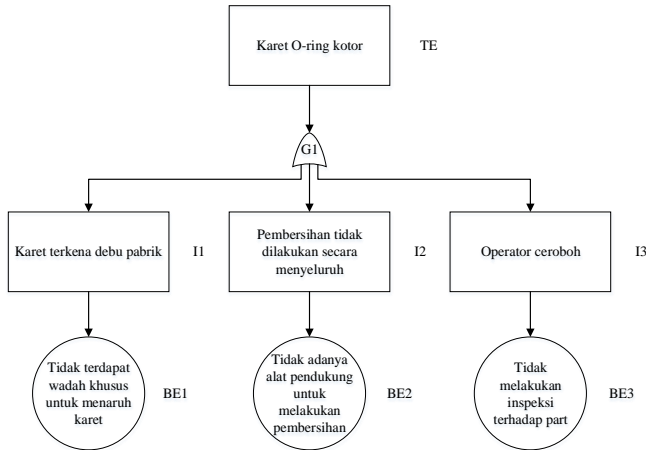 Karet O-ring kotor
TE
G1
Karet terkena debu pabrik
I1
Pembersihan tidak
dilakukan secara
menyeluruh
I2
Operator ceroboh
I3
Tidak terdapat
wadah khusus
untuk menaruh
karet
BE1
Tidak adanya
alat pendukung
untuk
melakukan
pembersihan
BE2
Tidak
melakukan
inspeksi
terhadap part
BE3